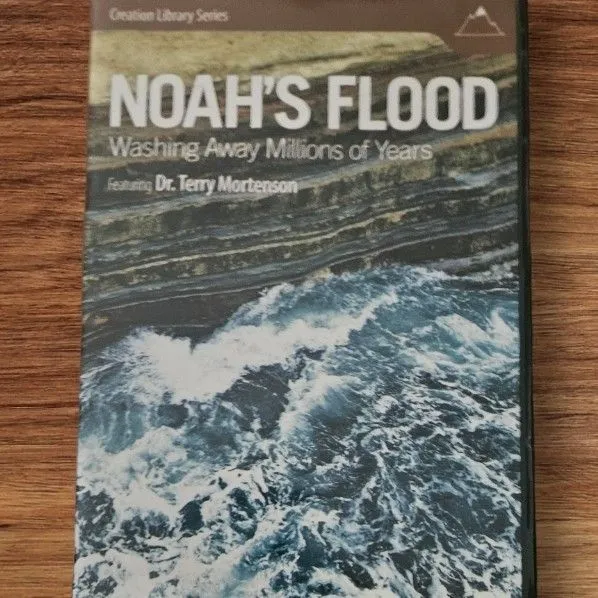 Creation Library Series
NOAH'S FLOOD
Washing Away Millions of Years
Featuring Dr. Terry Mortenson